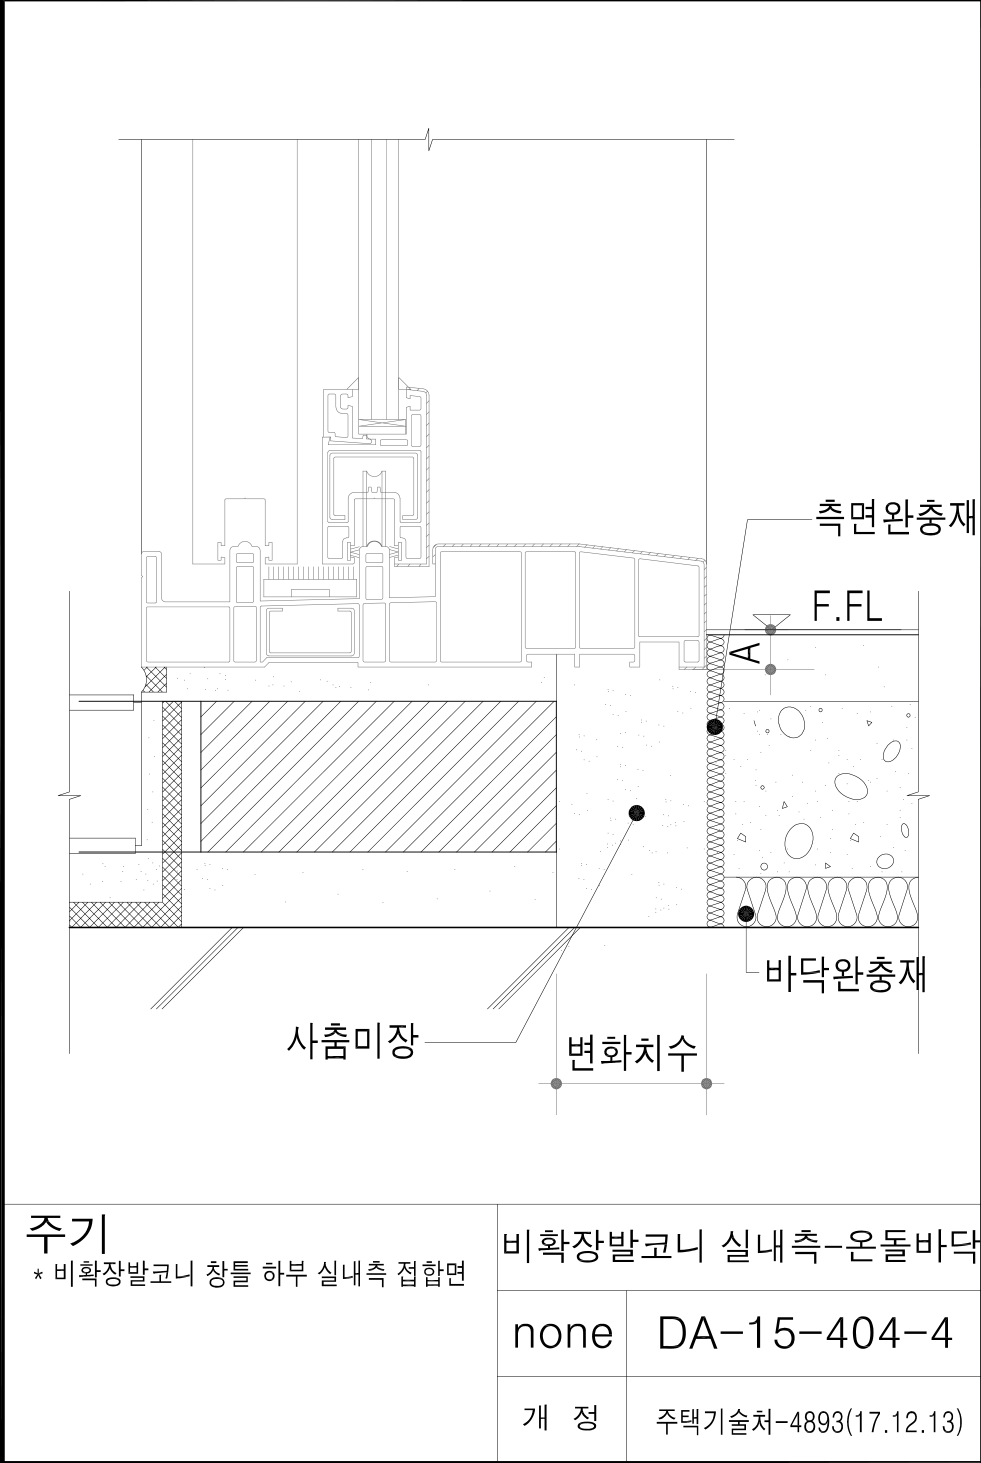 측면완충재
F.FL
A
바닥완충재
사춤미장
변화치수
주기
* 비확장발코니 창틀 하부 실내측 접합면
비확장발코니 실내측-온돌바닥
none
DA-15-404-4
개 정
주택기술처-4893(17.12.13)